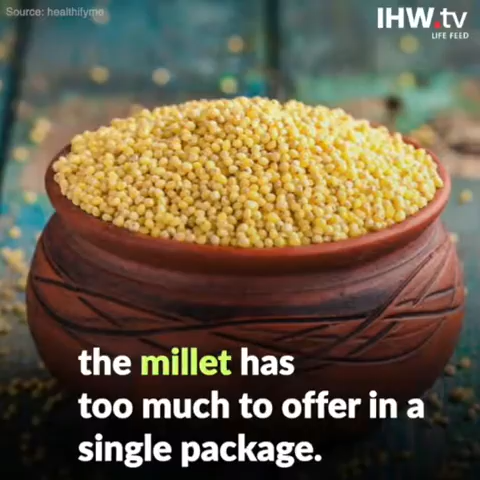 Source: healthifyme
IHW.tv
LIFE FEED
the millet has
too much to offer in a
single package.